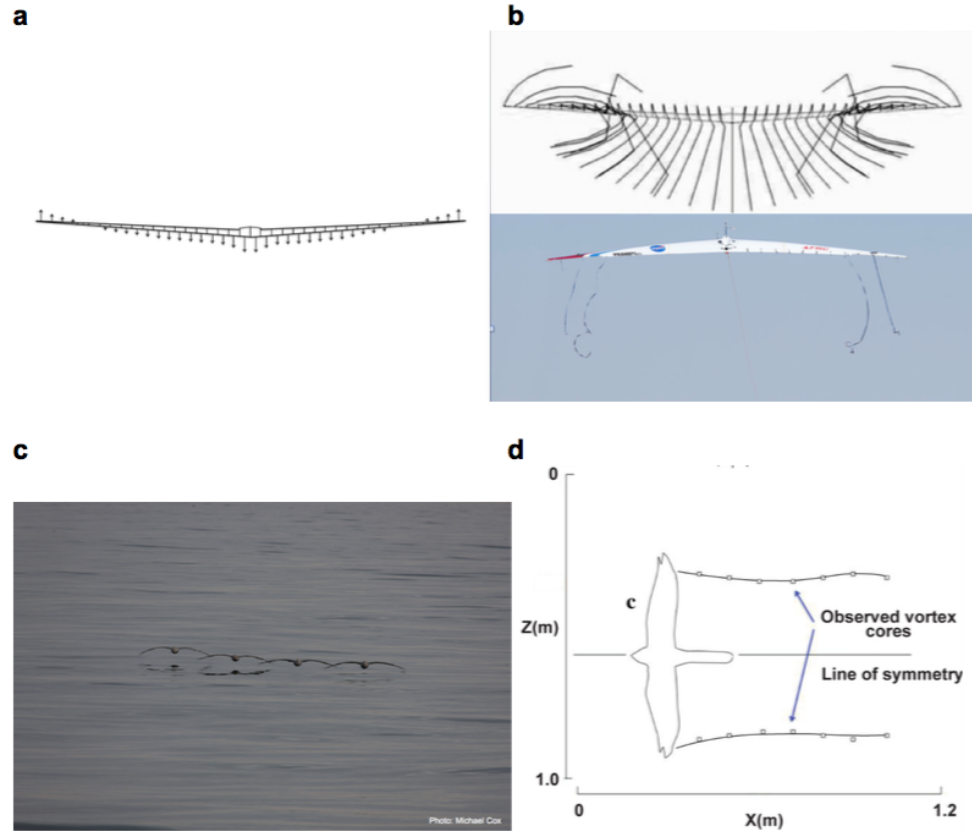 a
b
c
Photo: Michael Cox
d
0
c
Z(m)
Observed vortex
cores
Line of symmetry
1.0
0
1.2
X(m)